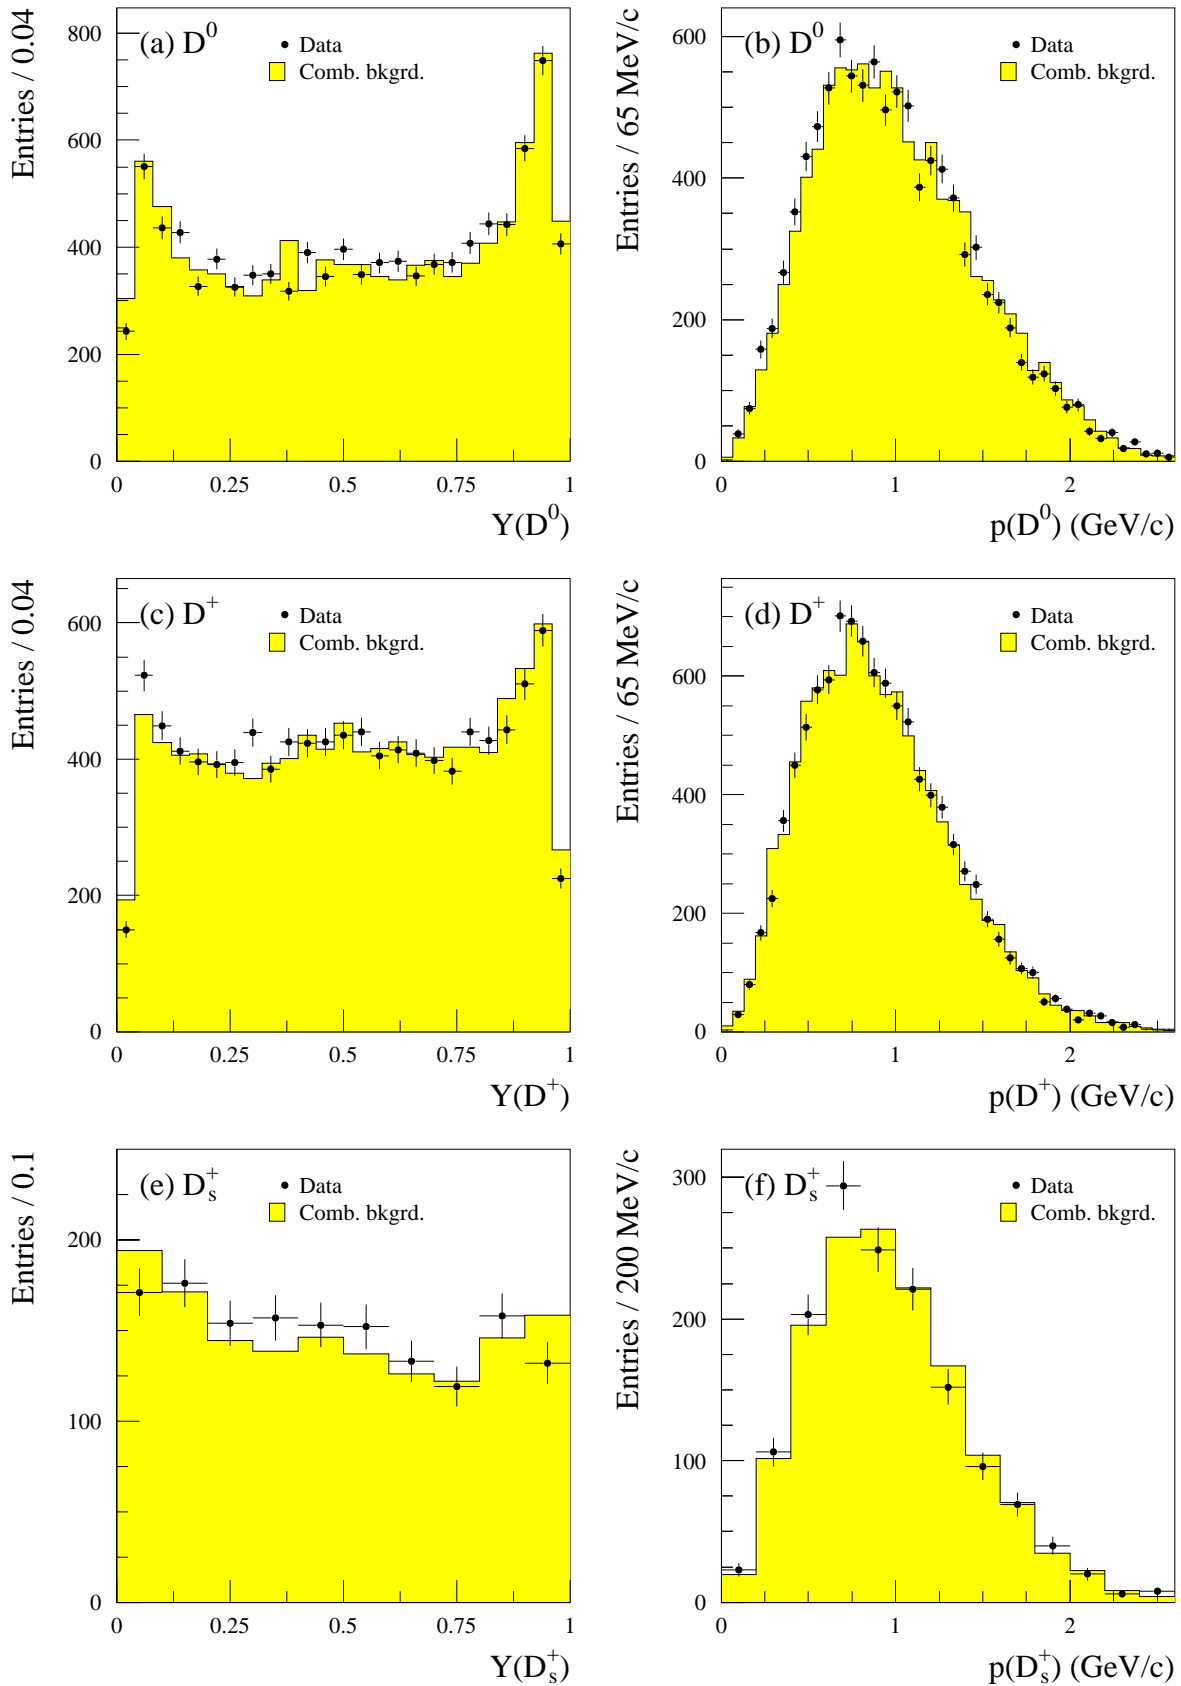 Entries / 0.04
(a) D⁰
Data
Comb. bkgrd.
800
600
400
200
0
0 0.25 0.5 0.75 1
Y(D⁰)
Entries / 65 MeV/c
(b) D⁰
Data
Comb. bkgrd.
600
400
200
0
0 1 2
p(D⁰) (GeV/c)
Entries / 0.04
(c) D⁺
Data
Comb. bkgrd.
600
400
200
0
0 0.25 0.5 0.75 1
Y(D⁺)
Entries / 65 MeV/c
(d) D⁺
Data
Comb. bkgrd.
600
400
200
0
0 1 2
p(D⁺) (GeV/c)
Entries / 0.1
(e) Dₛ⁺
Data
Comb. bkgrd.
200
100
0
0 0.25 0.5 0.75 1
Y(Dₛ⁺)
Entries / 200 MeV/c
(f) Dₛ⁺
Data
Comb. bkgrd.
300
200
100
0
0 1 2
p(Dₛ⁺) (GeV/c)